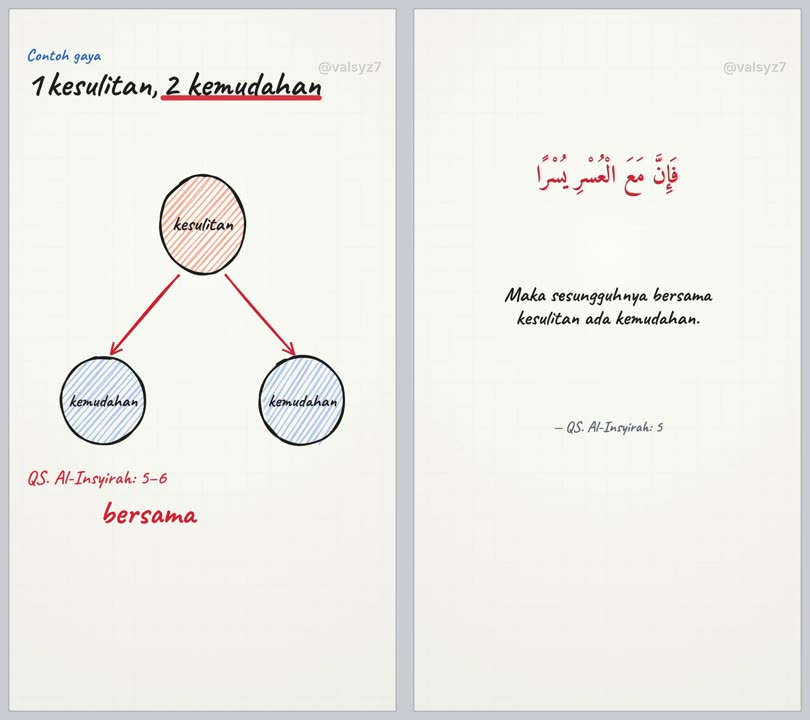 Contoh gaya
@valsyz7
1 kesulitan, 2 kemudahan
kesulitan
kemudahan
kemudahan
QS. Al-Insyirah: 5–6
bersama
@valsyz7
فَإِنَّ مَعَ الْعُسْرِ يُسْرًا
Maka sesungguhnya bersama
kesulitan ada kemudahan.
— QS. Al-Insyirah: 5